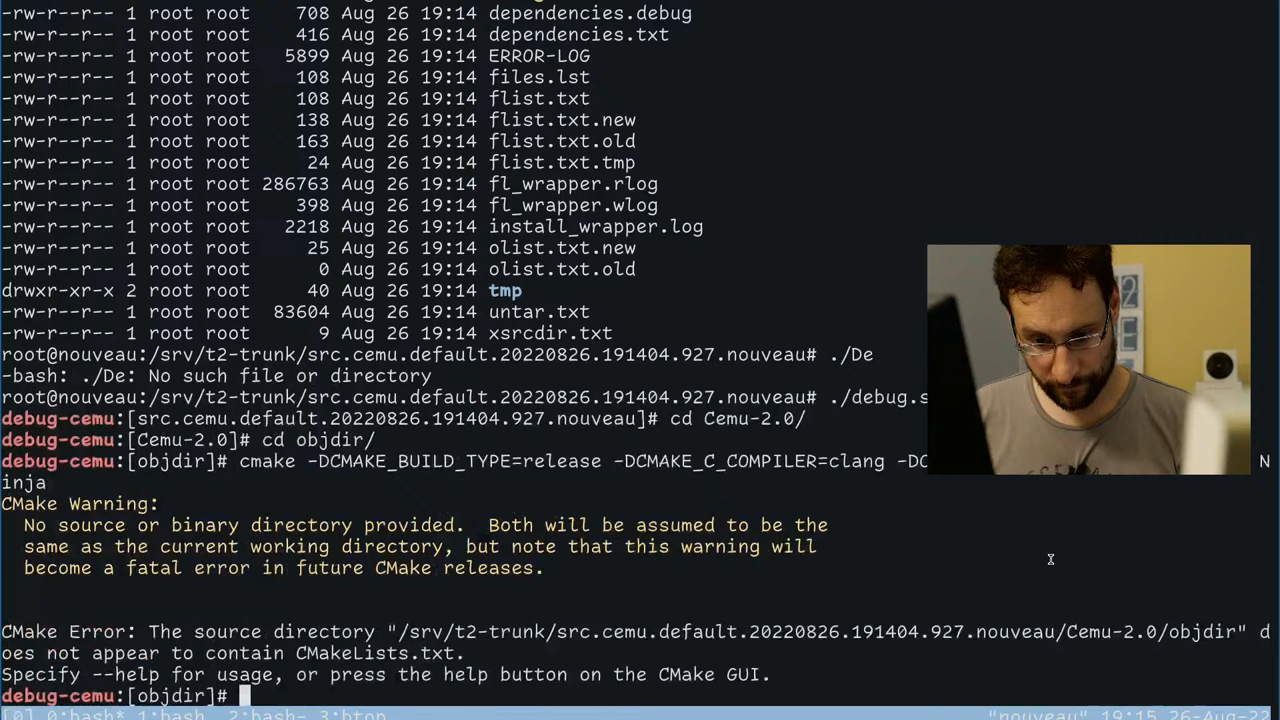 -rw-r--r-- 1 root root    708 Aug 26 19:14 dependencies.debug
-rw-r--r-- 1 root root    416 Aug 26 19:14 dependencies.txt
-rw-r--r-- 1 root root   5899 Aug 26 19:14 ERROR-LOG
-rw-r--r-- 1 root root    108 Aug 26 19:14 files.lst
-rw-r--r-- 1 root root    108 Aug 26 19:14 flist.txt
-rw-r--r-- 1 root root    138 Aug 26 19:14 flist.txt.new
-rw-r--r-- 1 root root    163 Aug 26 19:14 flist.txt.old
-rw-r--r-- 1 root root     24 Aug 26 19:14 flist.txt.tmp
-rw-r--r-- 1 root root 286763 Aug 26 19:14 fl_wrapper.rlog
-rw-r--r-- 1 root root    398 Aug 26 19:14 fl_wrapper.wlog
-rw-r--r-- 1 root root   2218 Aug 26 19:14 install_wrapper.log
-rw-r--r-- 1 root root     25 Aug 26 19:14 olist.txt.new
-rw-r--r-- 1 root root      0 Aug 26 19:14 olist.txt.old
drwxr-xr-x 2 root root     40 Aug 26 19:14 tmp
-rw-r--r-- 1 root root  83604 Aug 26 19:14 untar.txt
-rw-r--r-- 1 root root      9 Aug 26 19:14 xsrcdir.txt
root@nouveau:/srv/t2-trunk/src.cemu.default.20220826.191404.927.nouveau# ./De
-bash: ./De: No such file or directory
root@nouveau:/srv/t2-trunk/src.cemu.default.20220826.191404.927.nouveau# ./debug.s
debug-cemu:[src.cemu.default.20220826.191404.927.nouveau]# cd Cemu-2.0/
debug-cemu:[Cemu-2.0]# cd objdir/
debug-cemu:[objdir]# cmake -DCMAKE_BUILD_TYPE=release -DCMAKE_C_COMPILER=clang -DC N
inja
CMake Warning:
  No source or binary directory provided.  Both will be assumed to be the
  same as the current working directory, but note that this warning will
  become a fatal error in future CMake releases.
CMake Error: The source directory "/srv/t2-trunk/src.cemu.default.20220826.191404.927.nouveau/Cemu-2.0/objdir" d
oes not appear to contain CMakeLists.txt.
Specify --help for usage, or press the help button on the CMake GUI.
debug-cemu:[objdir]#
[0] 0:bash* 1:bash  2:bash- 3:btop "nouveau" 19:15 26-Aug-22